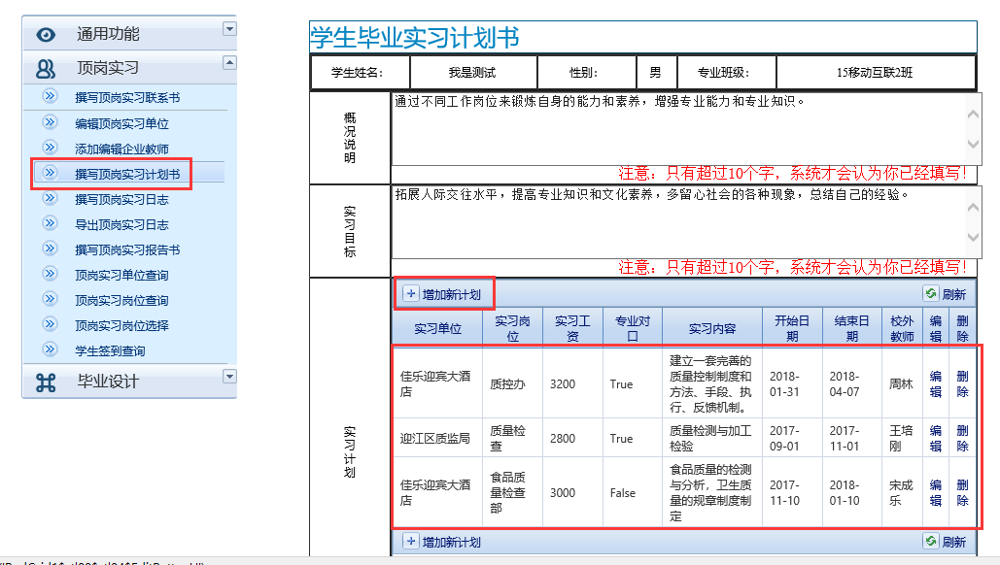 通用功能
顶岗实习
撰写顶岗实习联系书
编辑顶岗实习单位
添加编辑企业教师
撰写顶岗实习计划书
撰写顶岗实习日志
导出顶岗实习日志
撰写顶岗实习报告书
顶岗实习单位查询
顶岗实习岗位查询
顶岗实习岗位选择
学生签到查询
毕业设计
学生毕业实习计划书
学生姓名: 我是测试 性别: 男 专业班级: 15移动互联2班
概况说明
通过不同工作岗位来锻炼自身的能力和素养，增强专业能力和专业知识。
注意：只有超过10个字，系统才会认为你已经填写！
实习目标
拓展人际交往水平，提高专业知识和文化素养，多留心社会的各种现象，总结自己的经验。
注意：只有超过10个字，系统才会认为你已经填写！
实习计划
增加新计划 刷新
实习单位 实习岗位 实习工资 专业对口 实习内容 开始日期 结束日期 校外教师 编辑 删除
佳乐迎宾大酒店 质控办 3200 True 建立一套完善的质量控制制度和方法、手段、执行、反馈机制。 2018-01-31 2018-04-07 周林 编辑 删除
迎江区质监局 质量检查 2800 True 质量检测与加工检验 2017-09-01 2017-11-01 王培刚 编辑 删除
佳乐迎宾大酒店 食品质量检查部 3000 False 食品质量的检测与分析，卫生质量的规章制度制定 2017-11-10 2018-01-10 宋成乐 编辑 删除
增加新计划 刷新